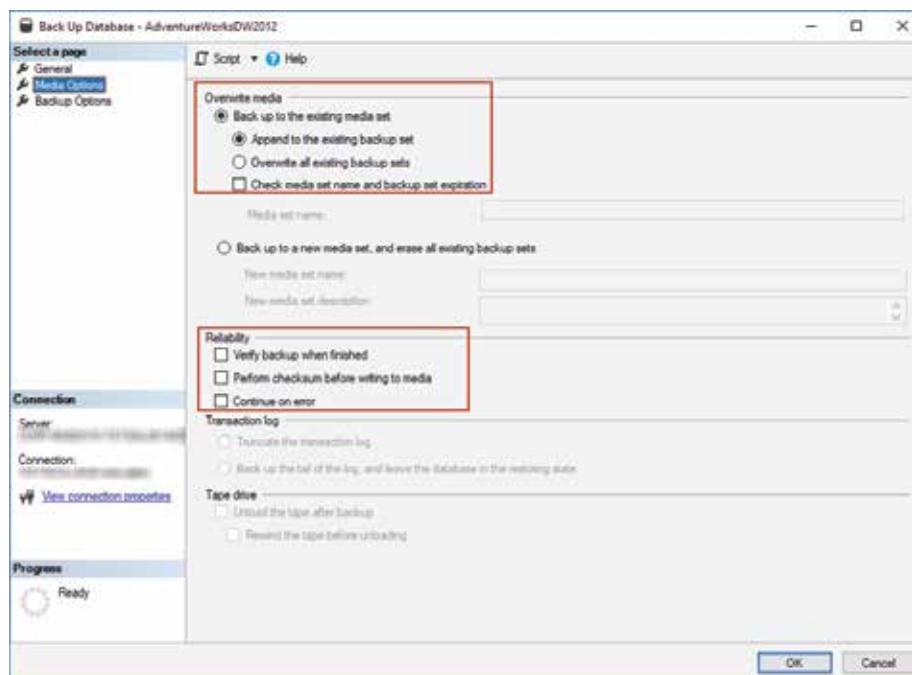 Back Up Database - AdventureWorksDW2012
Select a page
General
Media Options
Backup Options
Script
Help
Overwrite media
Back up to the existing media set
Append to the existing backup set
Overwrite all existing backup sets
Check media set name and backup set expiration
Media set name:
Back up to a new media set, and erase all existing backup sets
New media set name:
New media set description:
Reliability
Verify backup when finished
Perform checksum before writing to media
Continue on error
Transaction log
Truncate the transaction log
Back up the tail of the log, and leave the database in the restoring state
Tape drive
Unload the tape after backup
Rewind the tape before unloading
Connection
Server:
Connection:
View connection properties
Progress
Ready
OK
Cancel